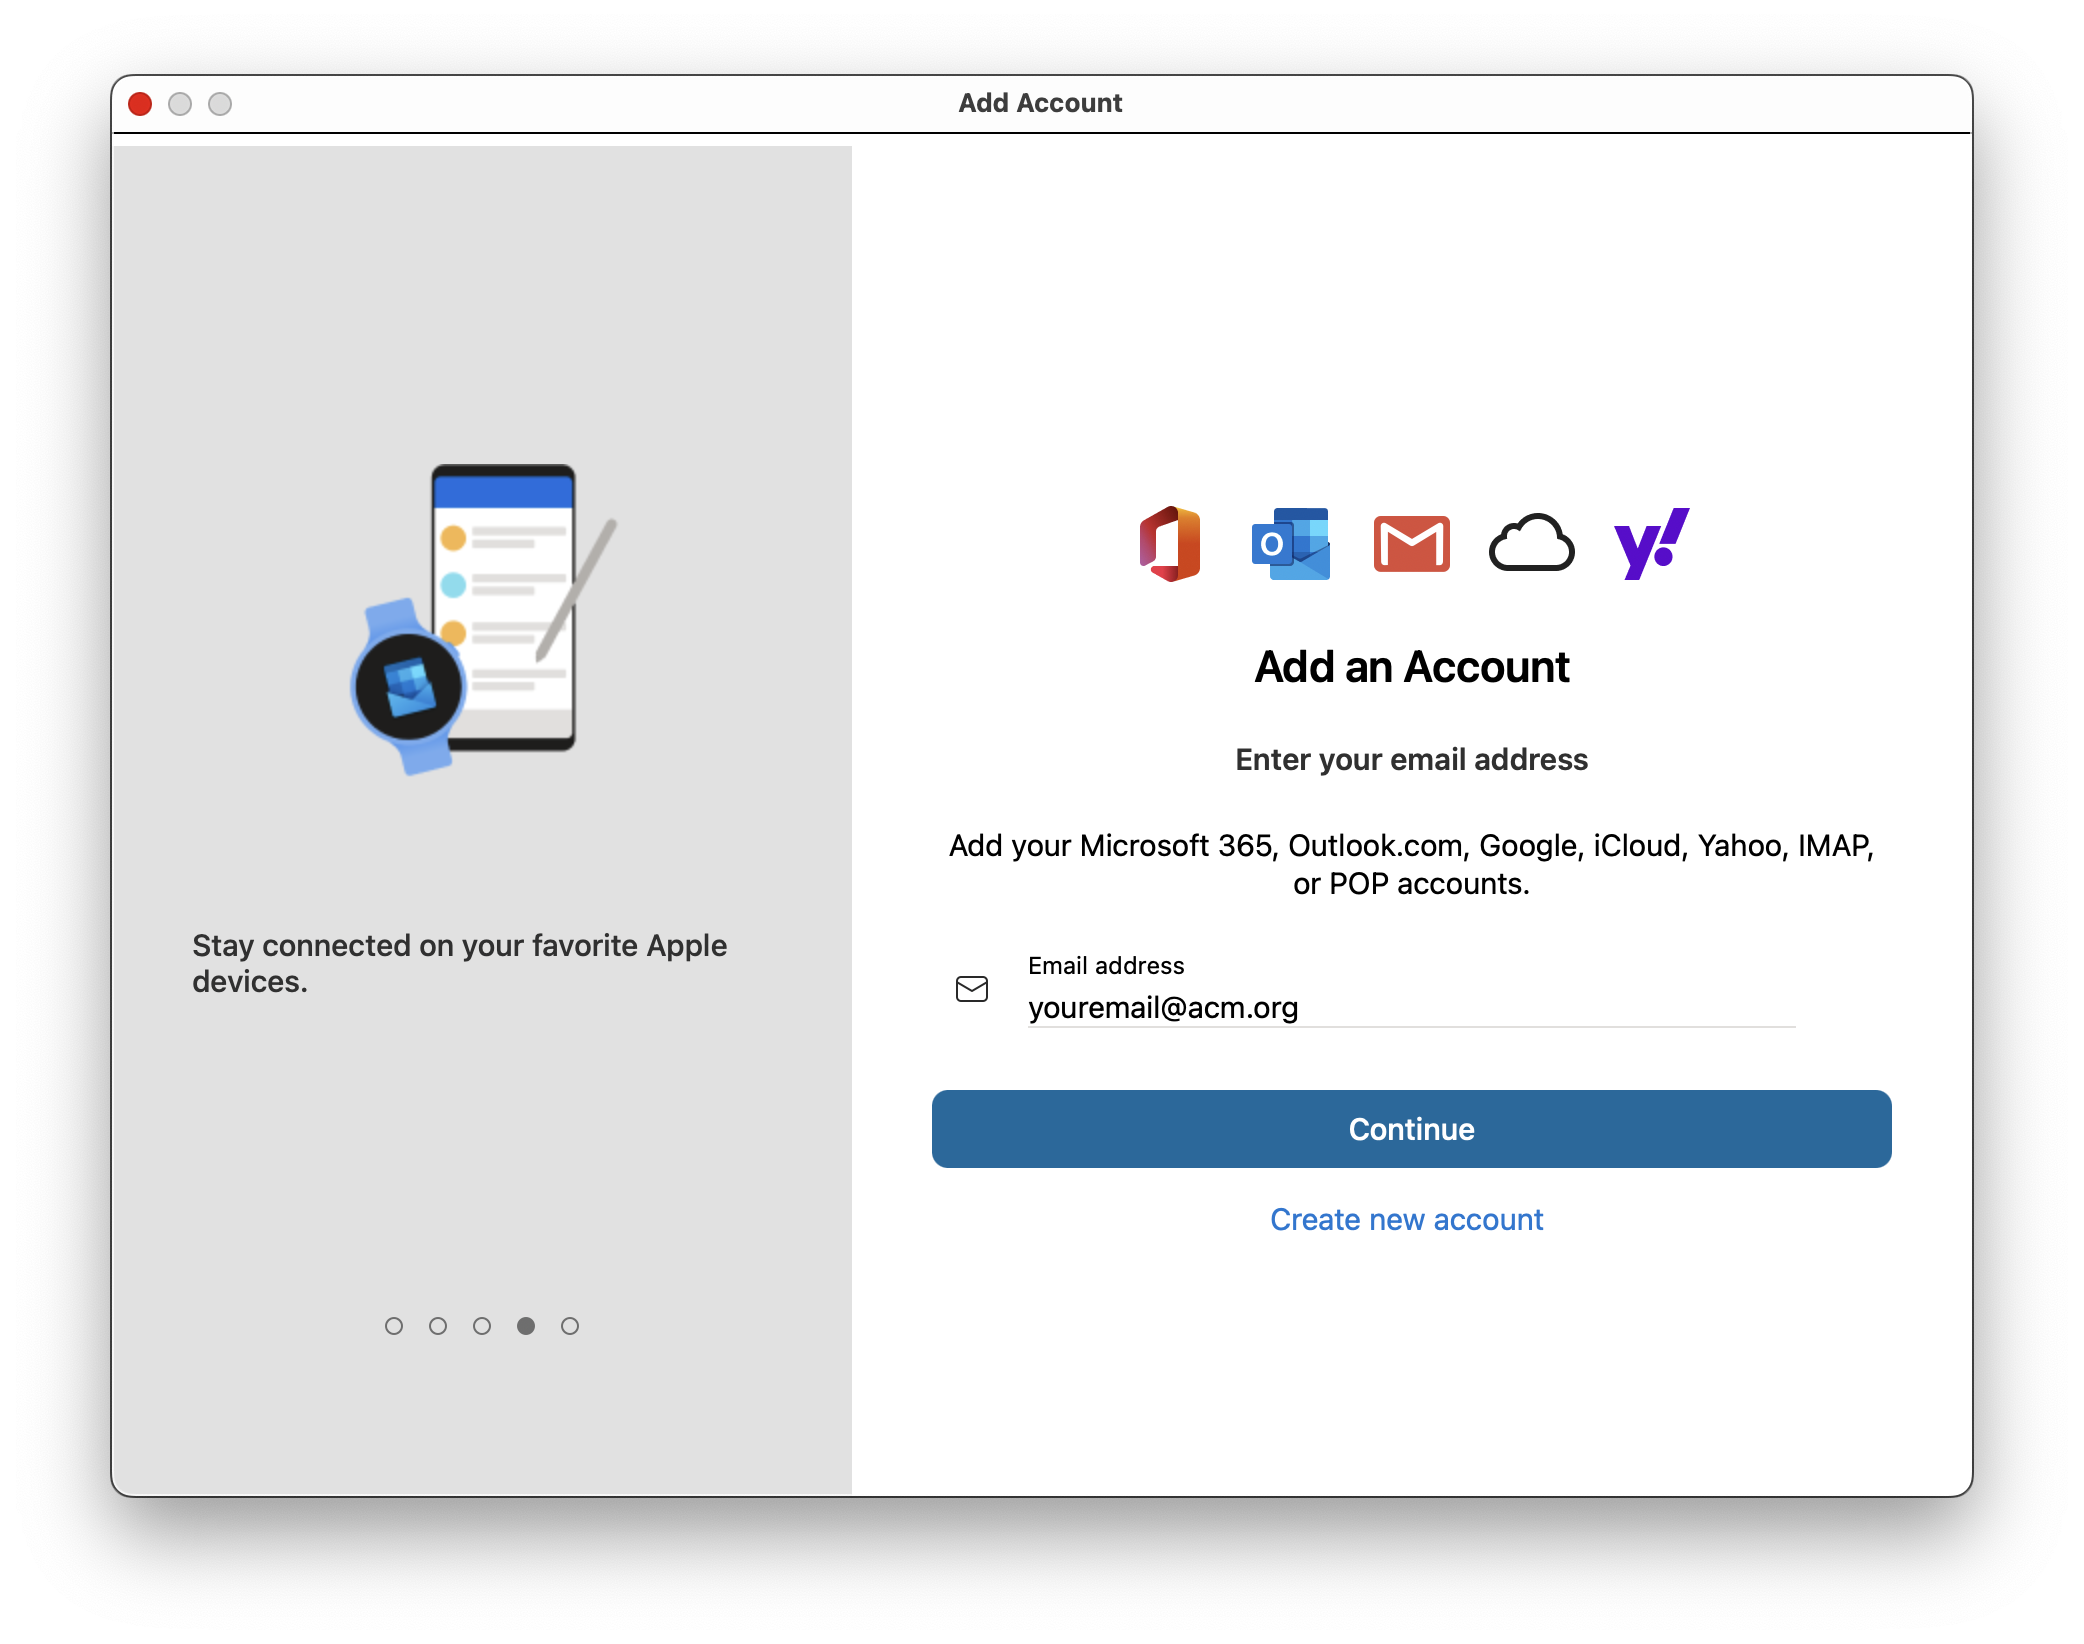 Add Account
Stay connected on your favorite Apple
devices.
O
y!
Add an Account
Enter your email address
Add your Microsoft 365, Outlook.com, Google, iCloud, Yahoo, IMAP,
or POP accounts.
Email address
youremail@acm.org
Continue
Create new account